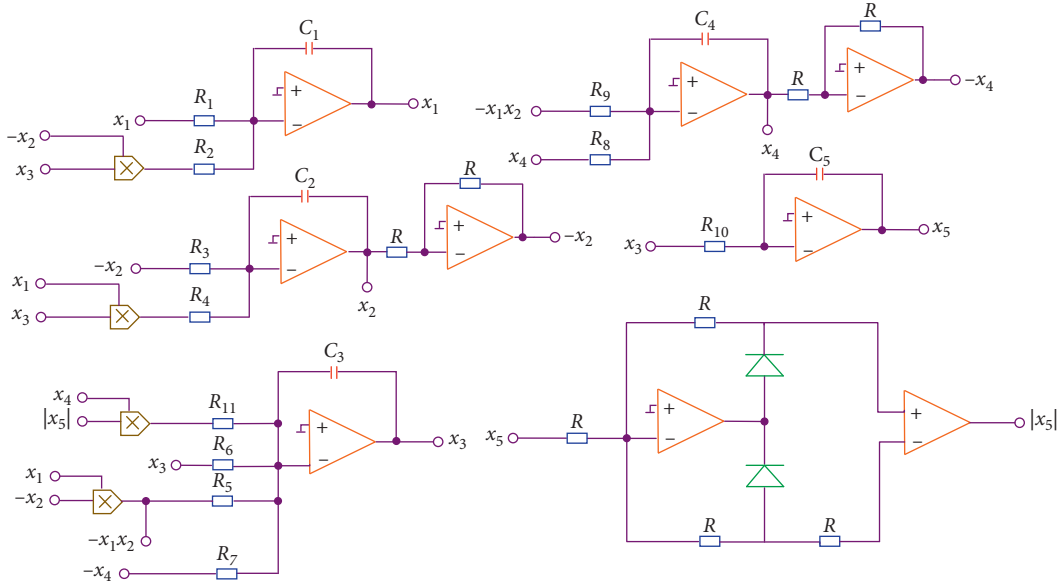 C₁
R₁
x₁
−x₂
x₃
R₂
+
−
x₁
C₄
R
R₉
−x₁x₂
R₈
x₄
+
−
R
x₄
+
−
−x₄
C₂
R
R₃
−x₂
x₁
x₃
R₄
+
−
R
x₂
+
−
−x₂
C₅
R₁₀
x₃
+
−
x₅
C₃
x₄
|x₅|
R₁₁
R₆
x₃
x₁
−x₂
R₅
−x₁x₂
R₇
−x₄
+
−
x₃
R
x₅
R
+
−
R
R
+
−
|x₅|